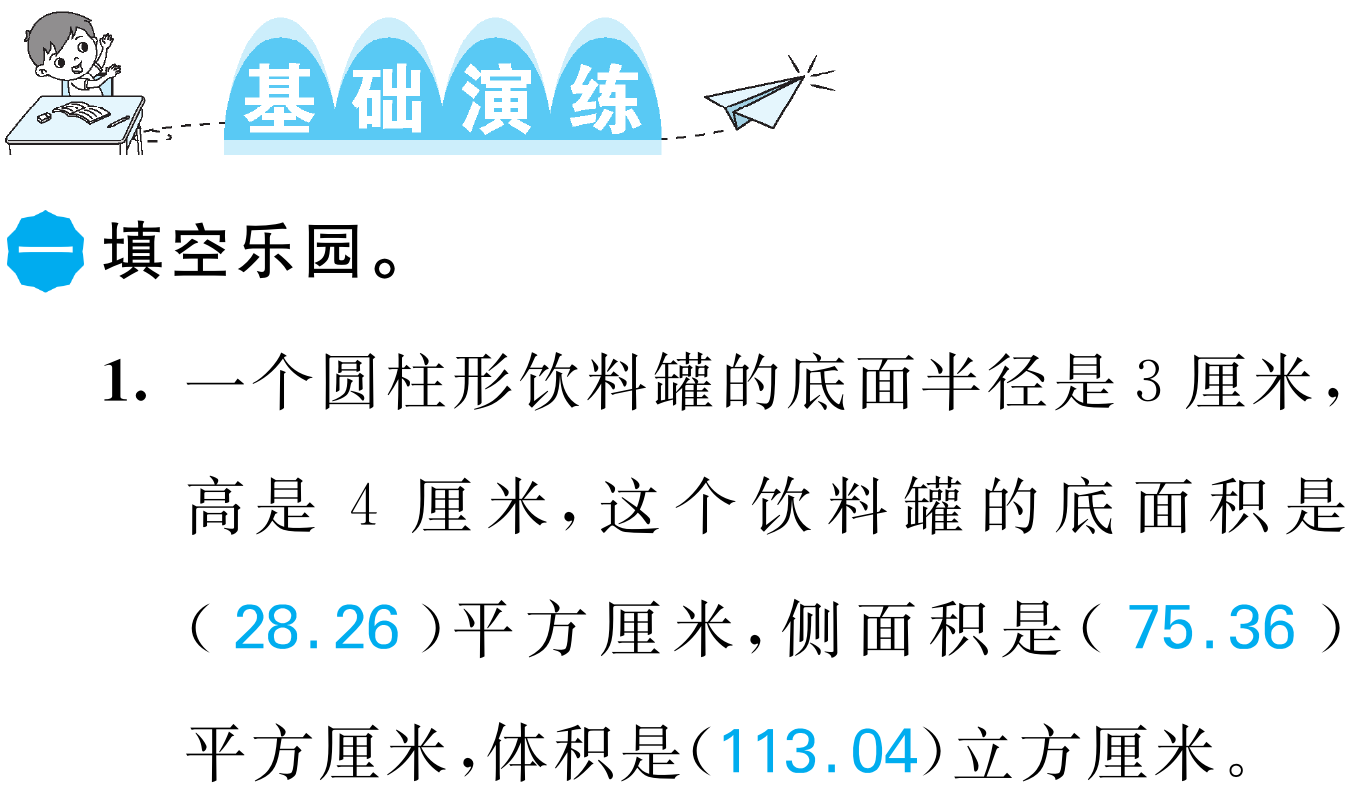 基础演练
一 填空乐园。
1. 一个圆柱形饮料罐的底面半径是3厘米，
高是4厘米，这个饮料罐的底面积是
（28.26）平方厘米，侧面积是（75.36）
平方厘米，体积是（113.04）立方厘米。